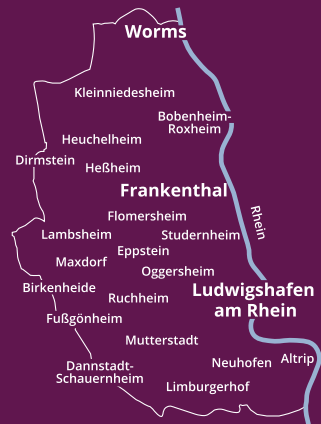 Worms
Kleinniedesheim
Bobenheim-
Roxheim
Heuchelheim
Dirmstein
Heßheim
Frankenthal
Flomersheim
Rhein
Lambsheim
Studernheim
Eppstein
Maxdorf
Oggersheim
Birkenheide
Ludwigshafen
am Rhein
Ruchheim
Fußgönheim
Mutterstadt
Altrip
Neuhofen
Dannstadt-
Schauernheim
Limburgerhof